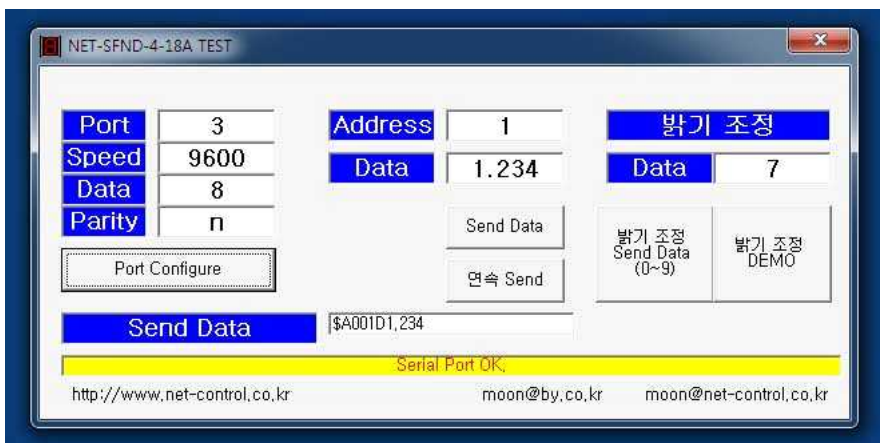 NET-SFND-4-18A TEST
Port 3
Speed 9600
Data 8
Parity n
Port Configure
Address 1
Data 1.234
Send Data
연속 Send
밝기 조정
Data 7
밝기 조정
Send Data
(0~9)
밝기 조정
DEMO
Send Data $A001D1,234
Serial Port OK,
http://www.net-control.co.kr moon@by.co.kr moon@net-control.co.kr